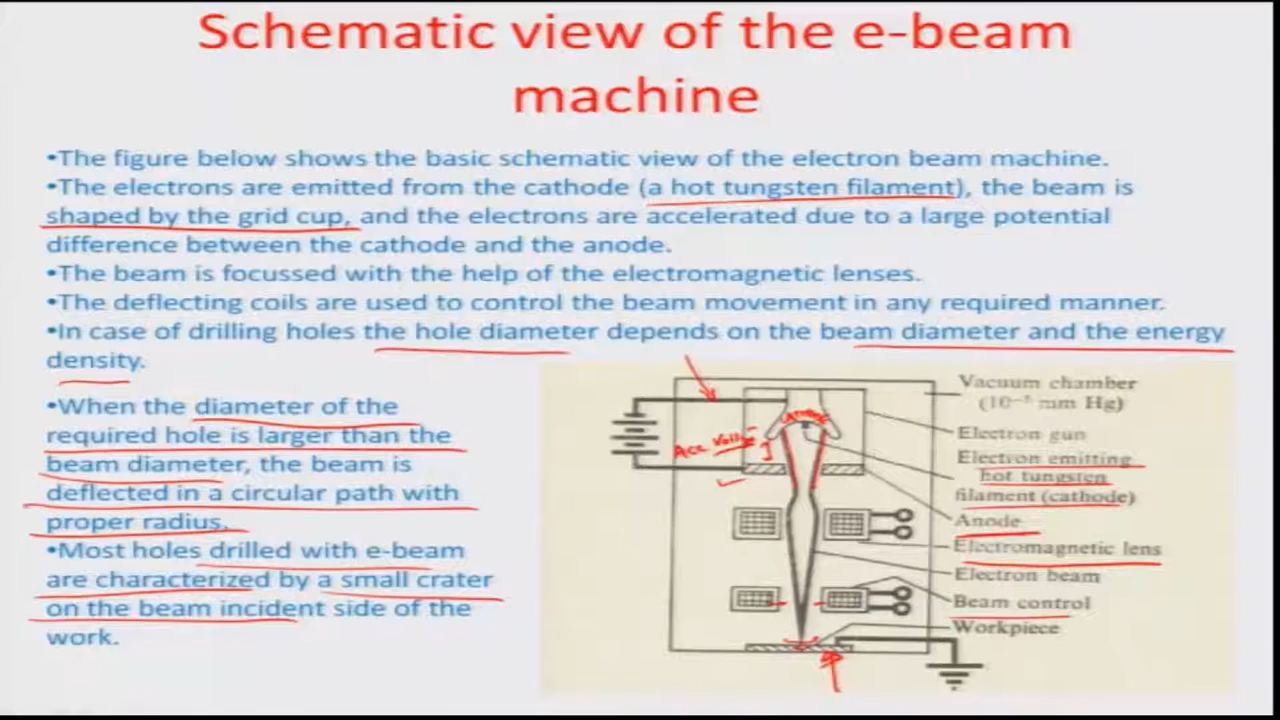 Schematic view of the e-beam
machine
•The figure below shows the basic schematic view of the electron beam machine.
•The electrons are emitted from the cathode (a hot tungsten filament), the beam is
shaped by the grid cup, and the electrons are accelerated due to a large potential
difference between the cathode and the anode.
•The beam is focussed with the help of the electromagnetic lenses.
•The deflecting coils are used to control the beam movement in any required manner.
•In case of drilling holes the hole diameter depends on the beam diameter and the energy
density.
•When the diameter of the
required hole is larger than the
beam diameter, the beam is
deflected in a circular path with
proper radius.
•Most holes drilled with e-beam
are characterized by a small crater
on the beam incident side of the
work.
Vacuum chamber
mm Hg)
Electron gun
Electron emitting
hot tungsten
filament (cathode)
Anode
Electromagnetic lens
Electron beam
Beam control
Workpiece
Acc